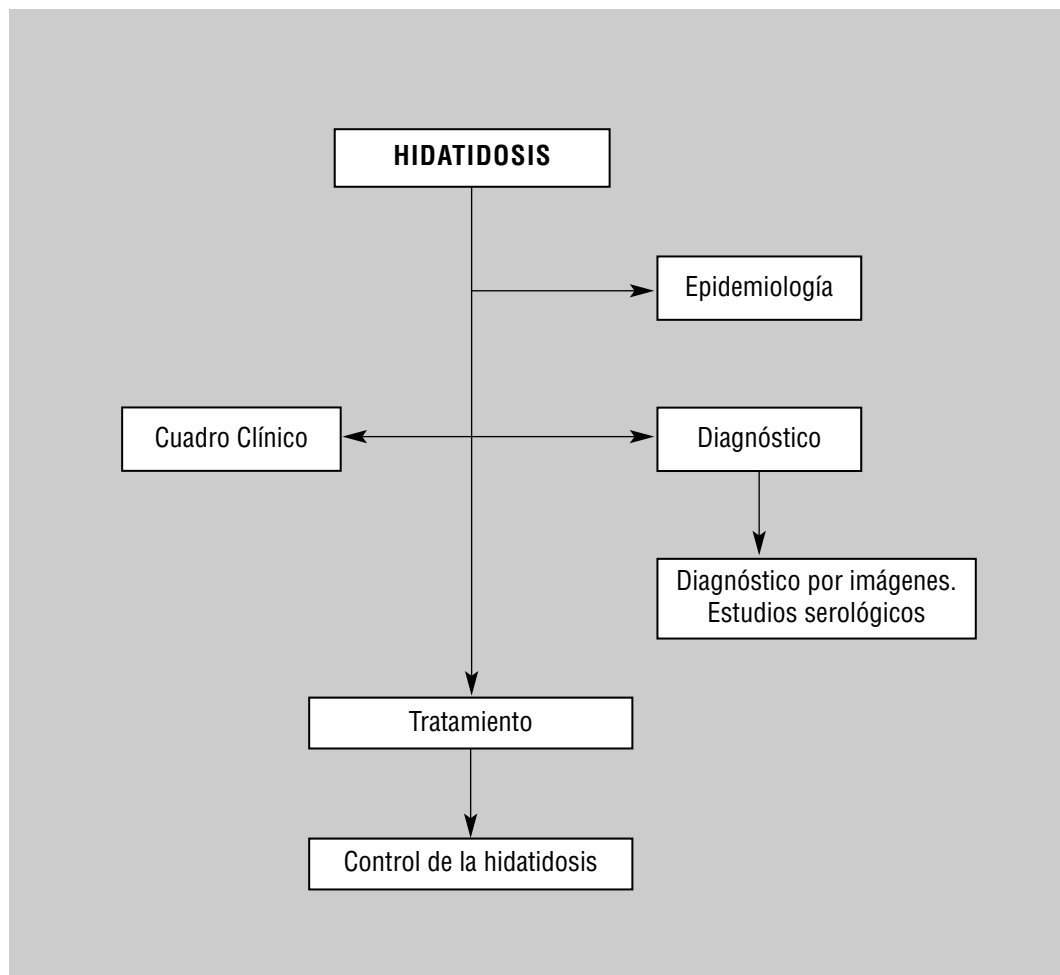 HIDATIDOSIS
Epidemiología
Cuadro Clínico
Diagnóstico
Diagnóstico por imágenes.
Estudios serológicos
Tratamiento
Control de la hidatidosis